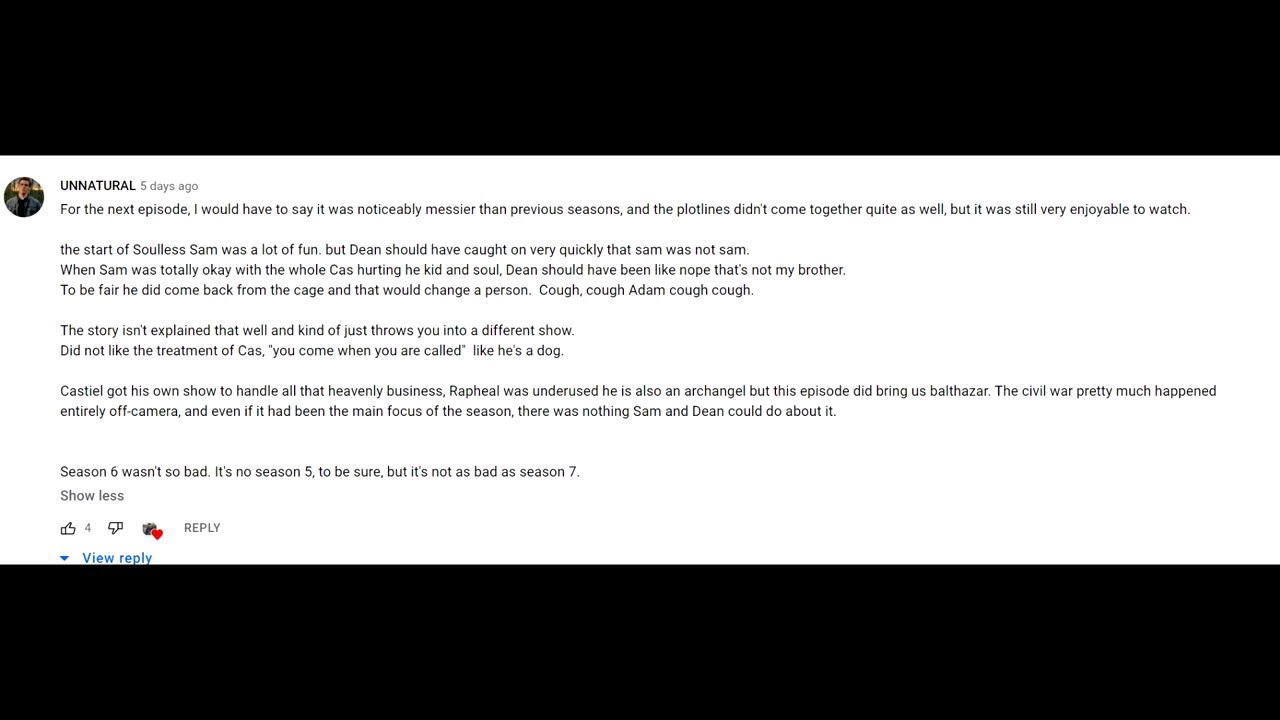 UNNATURAL 5 days ago
For the next episode, I would have to say it was noticeably messier than previous seasons, and the plotlines didn't come together quite as well, but it was still very enjoyable to watch.
the start of Soulless Sam was a lot of fun. but Dean should have caught on very quickly that sam was not sam.
When Sam was totally okay with the whole Cas hurting he kid and soul, Dean should have been like nope that's not my brother.
To be fair he did come back from the cage and that would change a person. Cough, cough Adam cough cough.
The story isn't explained that well and kind of just throws you into a different show.
Did not like the treatment of Cas, "you come when you are called" like he's a dog.
Castiel got his own show to handle all that heavenly business, Rapheal was underused he is also an archangel but this episode did bring us balthazar. The civil war pretty much happened
entirely off-camera, and even if it had been the main focus of the season, there was nothing Sam and Dean could do about it.
Season 6 wasn't so bad. It's no season 5, to be sure, but it's not as bad as season 7.
Show less
4 REPLY
View reply